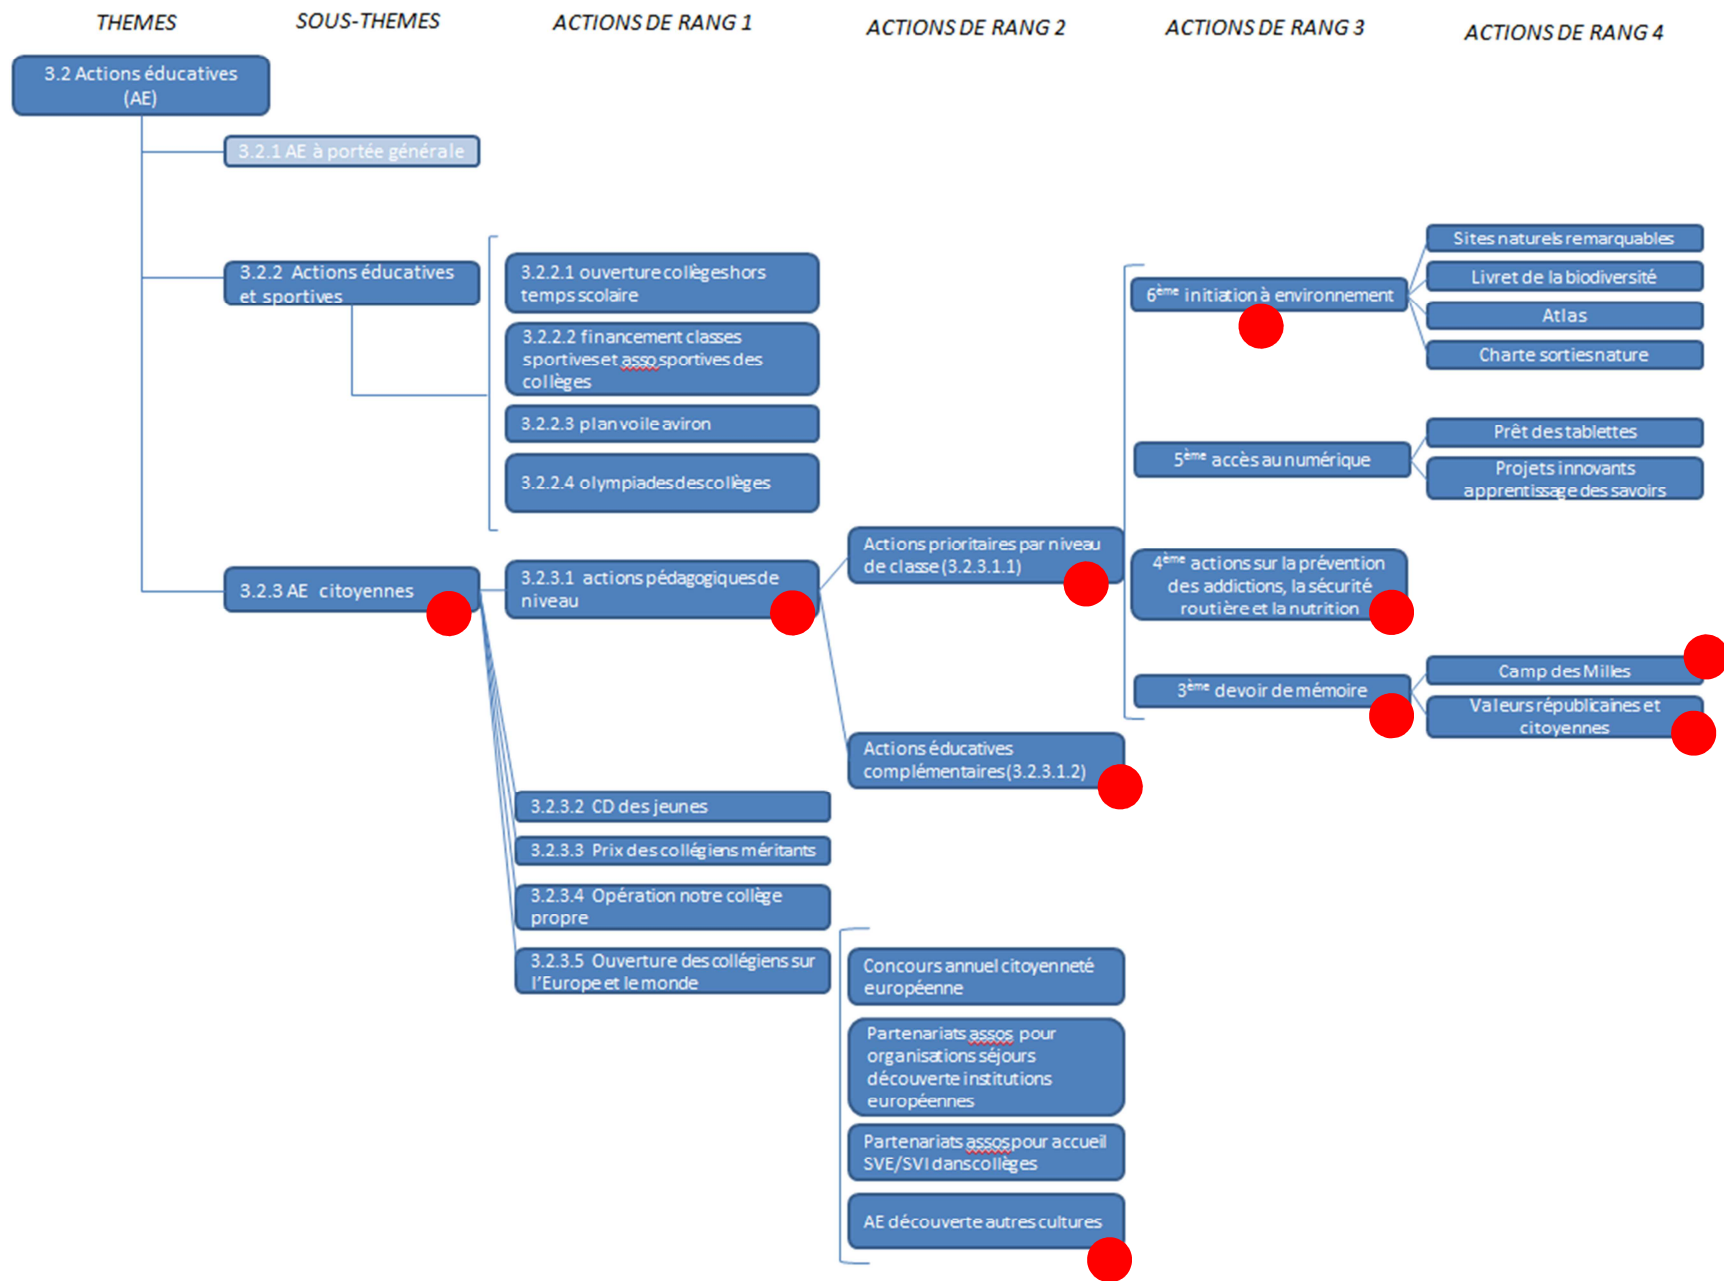 THEMES
SOUS-THEMES
ACTIONS DE RANG 1
ACTIONS DE RANG 2
ACTIONS DE RANG 3
ACTIONS DE RANG 4
3.2 Actions éducatives
(AE)
3.2.1 AE à portée générale
3.2.2 Actions éducatives
et sportives
3.2.2.1 ouverture collèges hors
temps scolaire
3.2.2.2 financement classes
sportives et asso sportives des
collèges
3.2.2.3 plan voile aviron
3.2.2.4 olympiades des collèges
3.2.3 AE citoyennes
3.2.3.1 actions pédagogiques de
niveau
Actions prioritaires par niveau
de classe (3.2.3.1.1)
6ème initiation à environnement
Sites naturels remarquables
Livret de la biodiversité
Atlas
Charte sorties nature
5ème accès au numérique
Prêt des tablettes
Projets innovants
apprentissage des savoirs
4ème actions sur la prévention
des addictions, la sécurité
routière et la nutrition
3ème devoir de mémoire
Camp des Milles
Valeurs républicaines et
citoyennes
Actions éducatives
complémentaires (3.2.3.1.2)
3.2.3.2 CD des jeunes
3.2.3.3 Prix des collégiens méritants
3.2.3.4 Opération notre collège
propre
3.2.3.5 Ouverture des collégiens sur
l'Europe et le monde
Concours annuel citoyenneté
européenne
Partenariats assos pour
organisations séjours
découverte institutions
européennes
Partenariats assos pour accueil
SVE/SVI dans collèges
AE découverte autres cultures